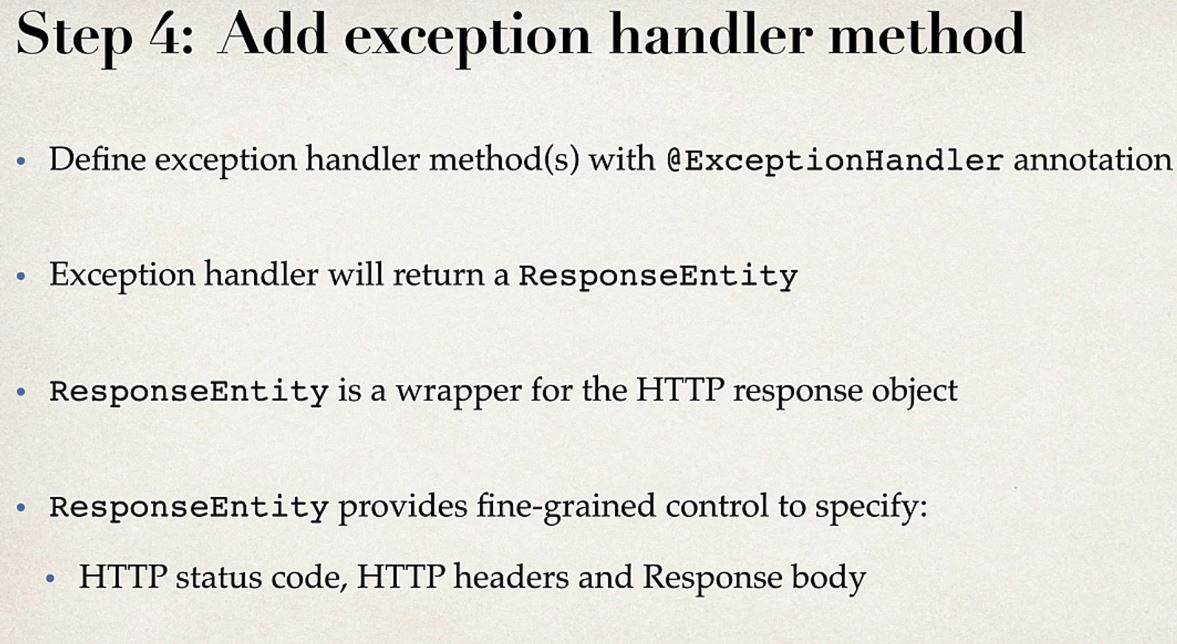 Step 4: Add exception handler method
• Define exception handler method(s) with @ExceptionHandler annotation
• Exception handler will return a ResponseEntity
• ResponseEntity is a wrapper for the HTTP response object
• ResponseEntity provides fine-grained control to specify:
• HTTP status code, HTTP headers and Response body